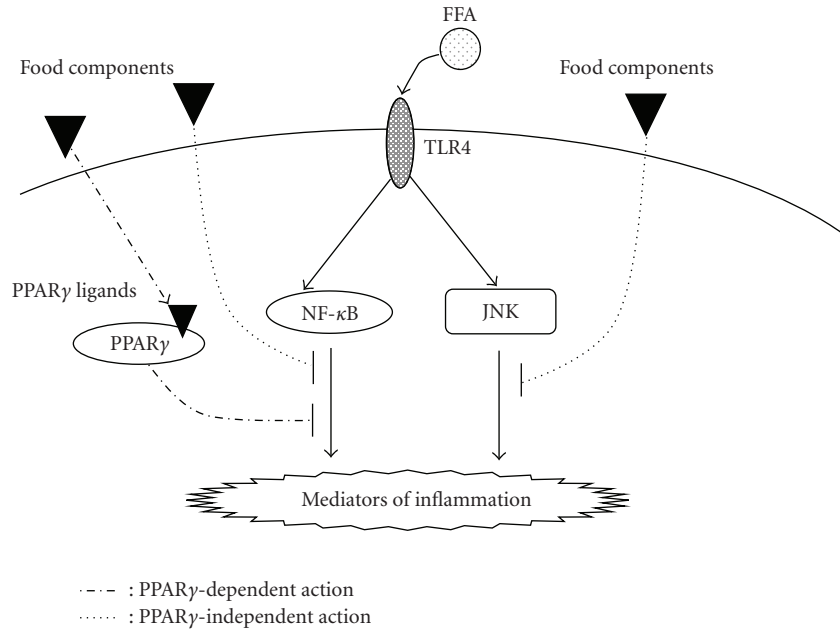 FFA
Food components
Food components
TLR4
PPARγ ligands
NF-κB
JNK
PPARγ
Mediators of inflammation
: PPARγ-dependent action
: PPARγ-independent action